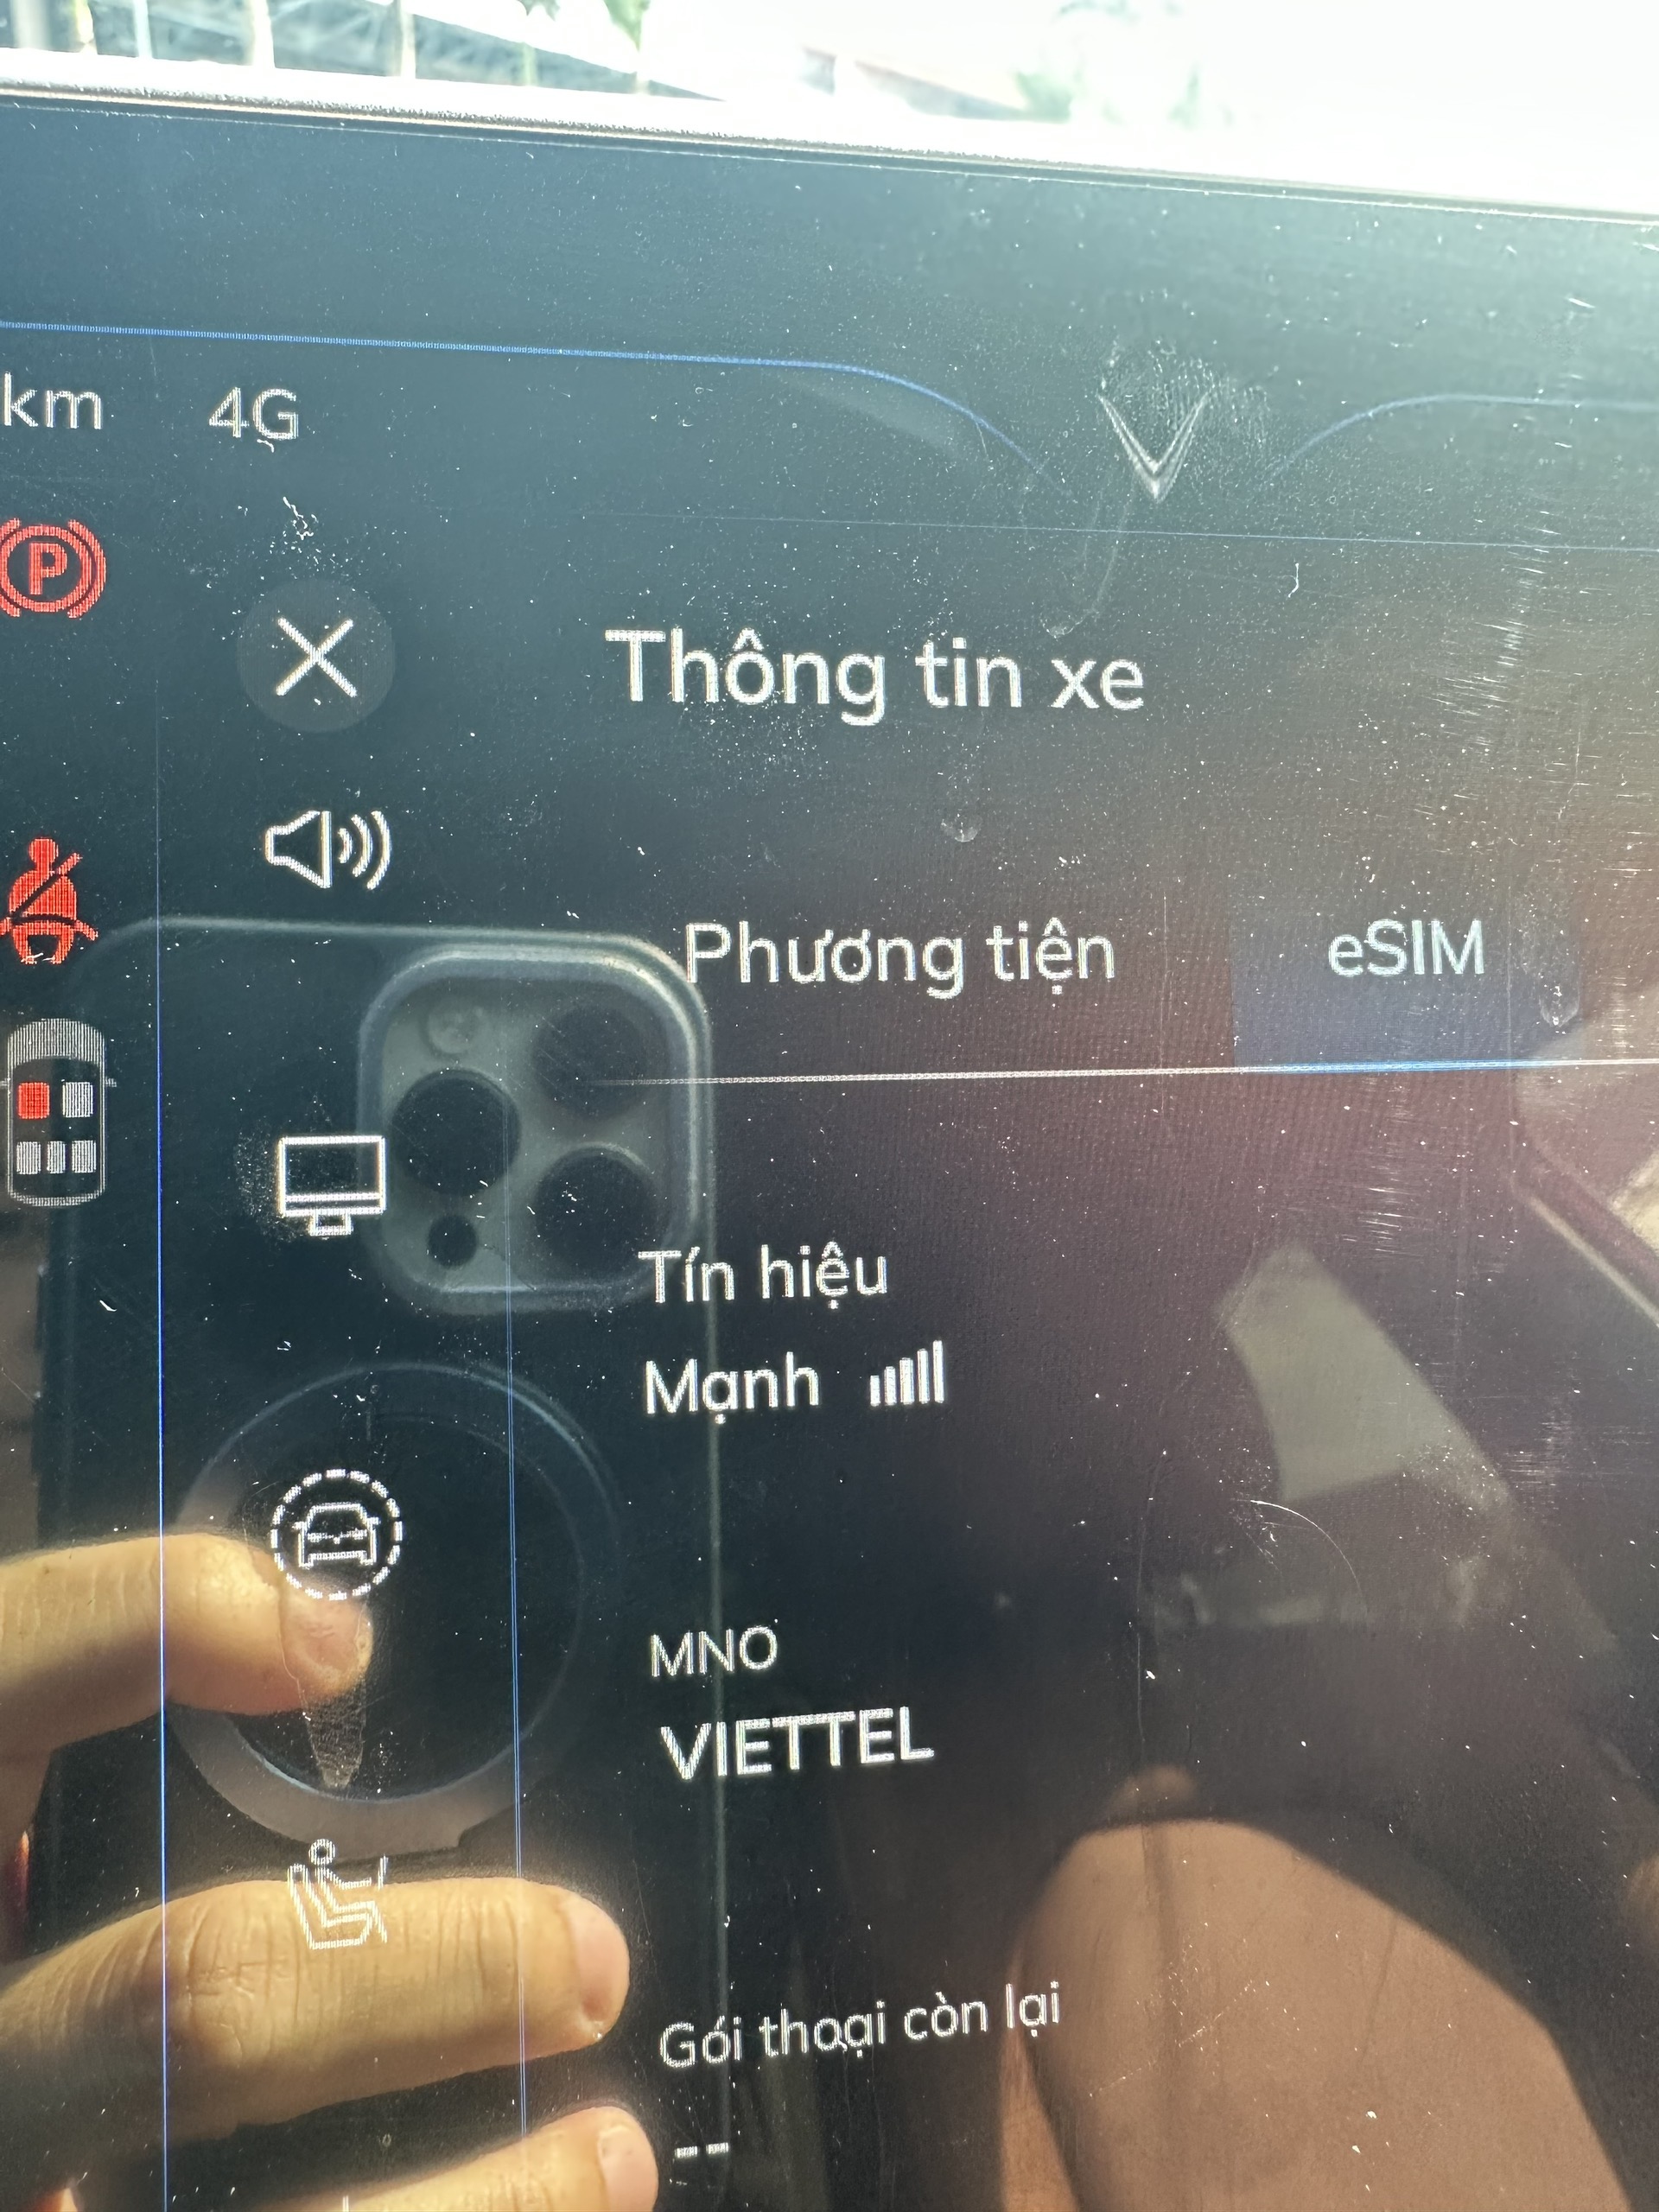 km 4G
P
Thông tin xe
Phương tiện eSIM
Tín hiệu
Mạnh
MNO
VIETTEL
Gói thoại còn lại
--